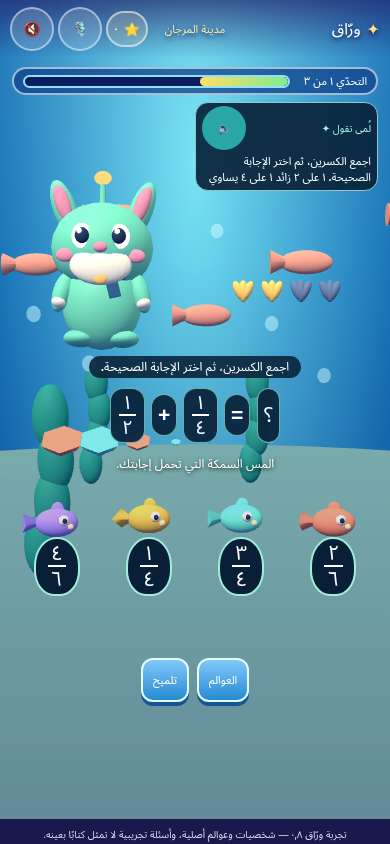 ✦ ورّاق
مدينة المرجان
٠ ⭐
التحدّي ١ من ٣
لُمى تقول ✦
اجمع الكسرين، ثم اختر الإجابة
الصحيحة. ١ على ٢ زائد ١ على ٤ يساوي
اجمع الكسرين، ثم اختر الإجابة الصحيحة.
١/٢ + ١/٤ = ؟
المس السمكة التي تحمل إجابتك.
٤/٦ ١/٤ ٣/٤ ٢/٦
العوالم
تلميح
تجربة ورّاق ٠٫٨ — شخصيات وعوالم أصلية، وأسئلة تجريبية لا تمثل كتابًا بعينه.